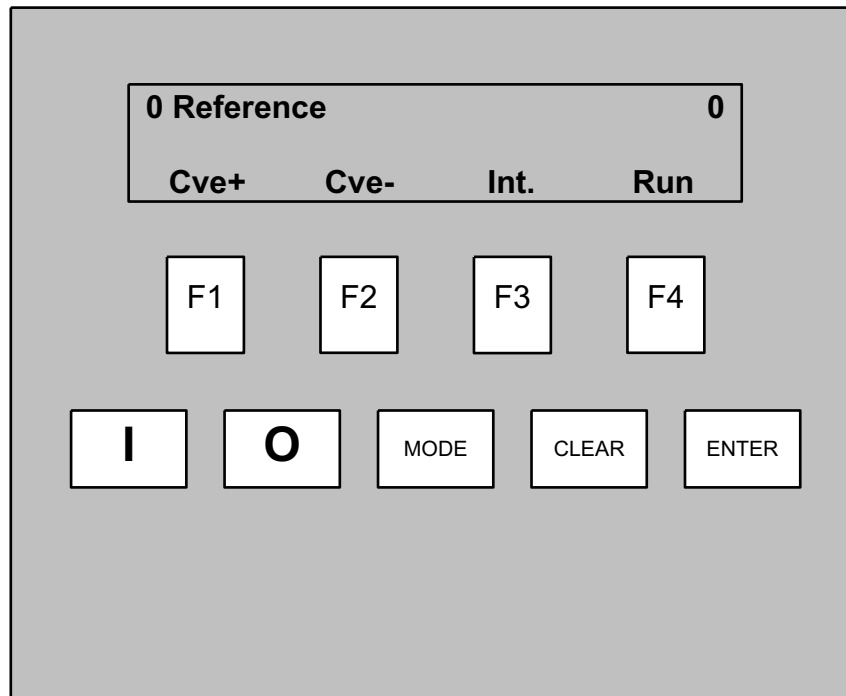 0 Reference 0
Cve+ Cve- Int. Run
F1 F2 F3 F4
I O MODE CLEAR ENTER